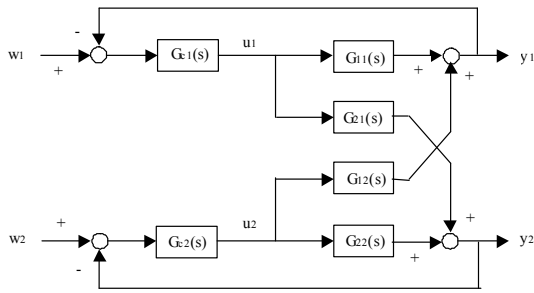 -
w1
+
Gc1(s)
u1
G11(s)
+
+
y1
G21(s)
G12(s)
w2
+
-
Gc2(s)
u2
G22(s)
+
+
y2